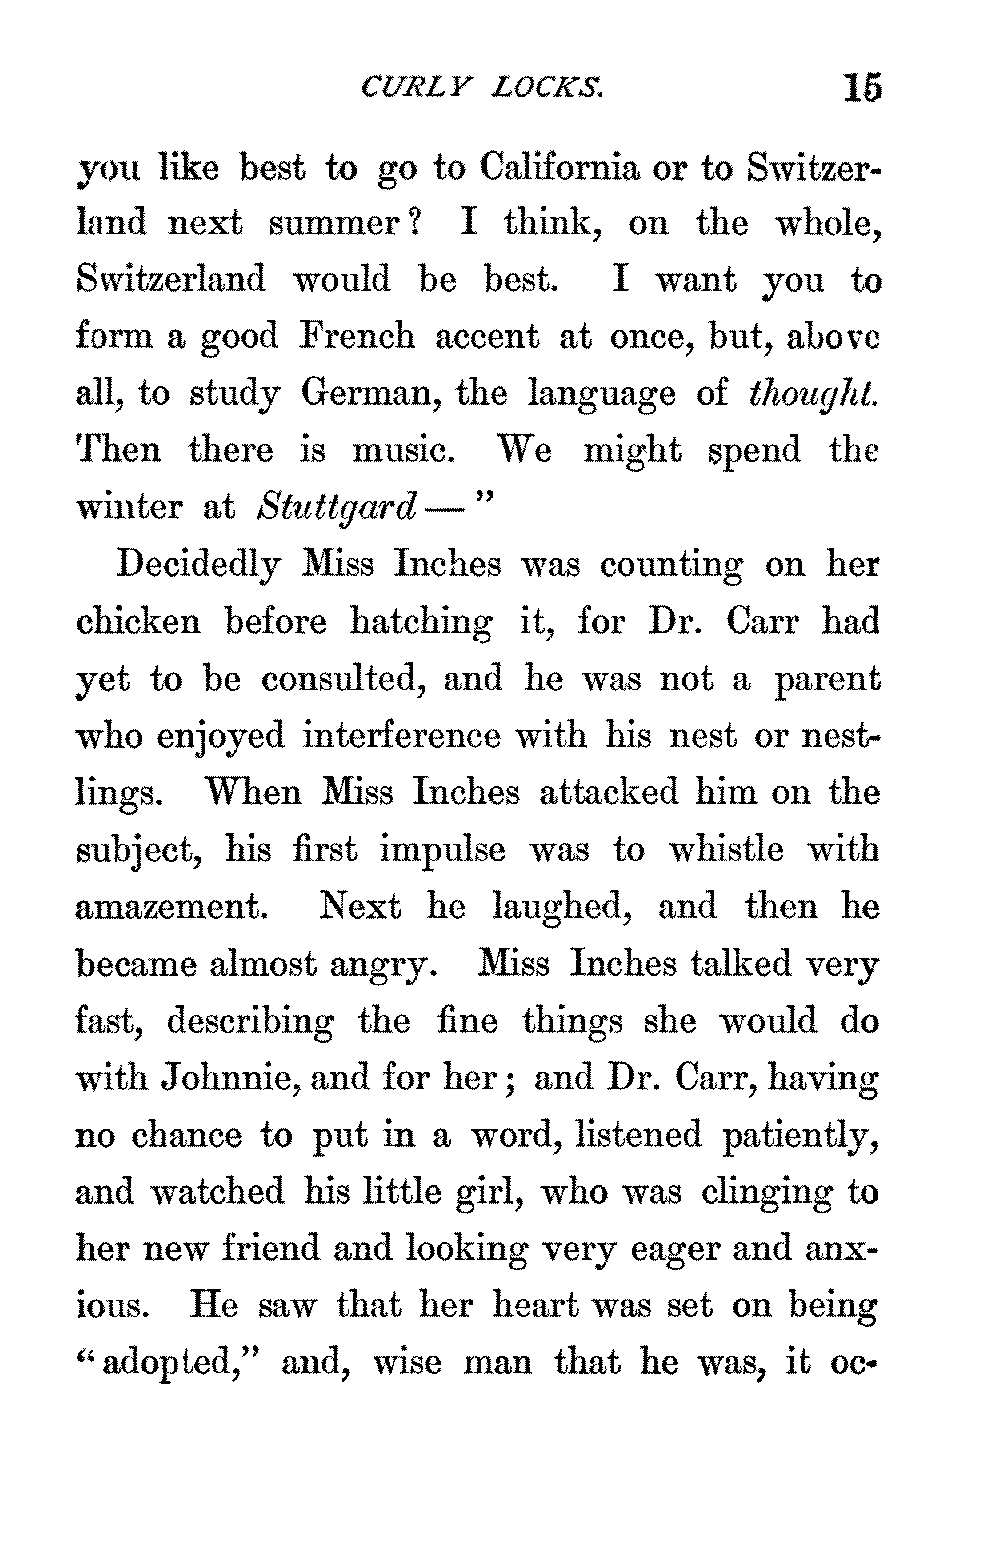 CURLY LOCKS. 15
you like best to go to California or to Switzer-
land next summer? I think, on the whole,
Switzerland would be best. I want you to
form a good French accent at once, but, above
all, to study German, the language of thought.
Then there is music. We might spend the
winter at Stuttgard—"
Decidedly Miss Inches was counting on her
chicken before hatching it, for Dr. Carr had
yet to be consulted, and he was not a parent
who enjoyed interference with his nest or nest-
lings. When Miss Inches attacked him on the
subject, his first impulse was to whistle with
amazement. Next he laughed, and then he
became almost angry. Miss Inches talked very
fast, describing the fine things she would do
with Johnnie, and for her; and Dr. Carr, having
no chance to put in a word, listened patiently,
and watched his little girl, who was clinging to
her new friend and looking very eager and anx-
ious. He saw that her heart was set on being
"adopted," and, wise man that he was, it oc-